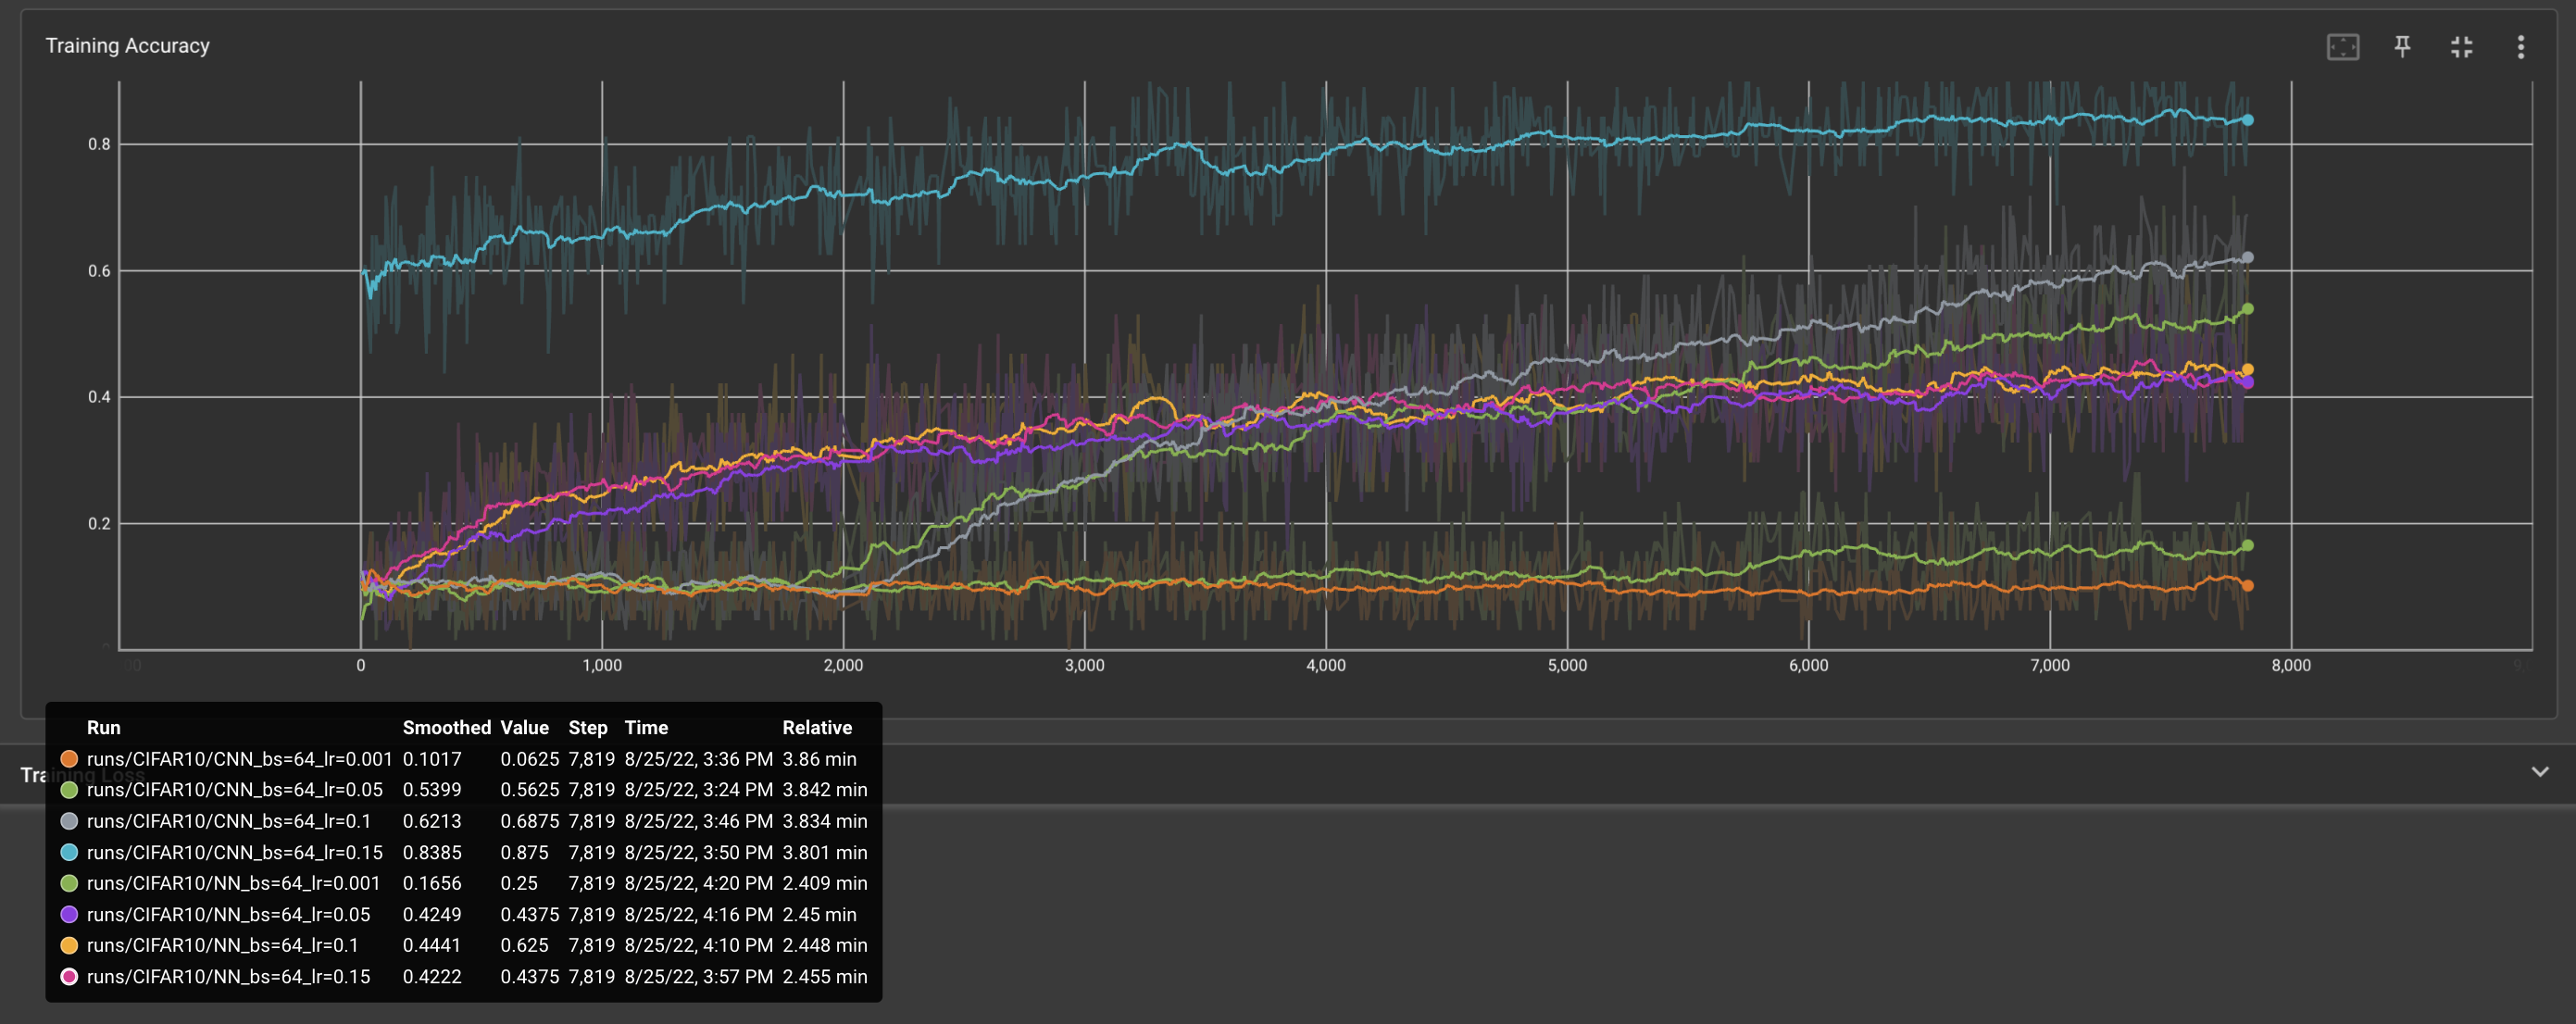 Training Accuracy
0.8
0.6
0.4
0.2
0 1,000 2,000 3,000 4,000 5,000 6,000 7,000 8,000
Run Smoothed Value Step Time Relative
runs/CIFAR10/CNN_bs=64_lr=0.001 0.1017 0.0625 7,819 8/25/22, 3:36 PM 3.86 min
Training Loss
runs/CIFAR10/CNN_bs=64_lr=0.05 0.5399 0.5625 7,819 8/25/22, 3:24 PM 3.842 min
runs/CIFAR10/CNN_bs=64_lr=0.1 0.6213 0.6875 7,819 8/25/22, 3:46 PM 3.834 min
runs/CIFAR10/CNN_bs=64_lr=0.15 0.8385 0.875 7,819 8/25/22, 3:50 PM 3.801 min
runs/CIFAR10/NN_bs=64_lr=0.001 0.1656 0.25 7,819 8/25/22, 4:20 PM 2.409 min
runs/CIFAR10/NN_bs=64_lr=0.05 0.4249 0.4375 7,819 8/25/22, 4:16 PM 2.45 min
runs/CIFAR10/NN_bs=64_lr=0.1 0.4441 0.625 7,819 8/25/22, 4:10 PM 2.448 min
runs/CIFAR10/NN_bs=64_lr=0.15 0.4222 0.4375 7,819 8/25/22, 3:57 PM 2.455 min